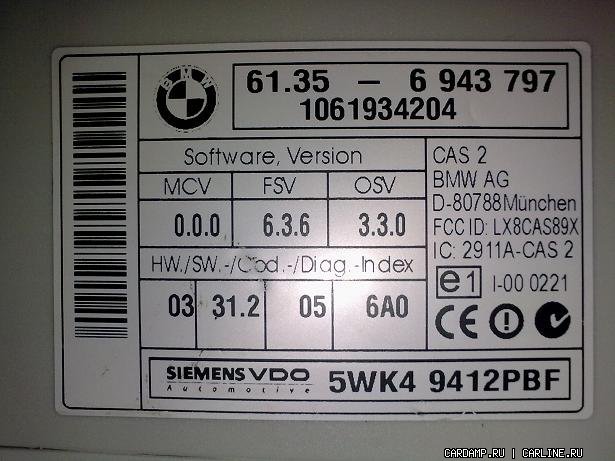 BMW
61.35 – 6 943 797
1061934204
Software, Version
MCV FSV OSV
0.0.0 6.3.6 3.3.0
HW./SW.-/Cod.-/Diag.-Index
03 31.2 05 6A0
CAS 2
BMW AG
D-80788München
FCC ID: LX8CAS89X
IC: 2911A-CAS 2
e1 I-00 0221
CE
SIEMENS VDO
Automotive
5WK4 9412PBF
CARDAMP.RU | CARLINE.RU